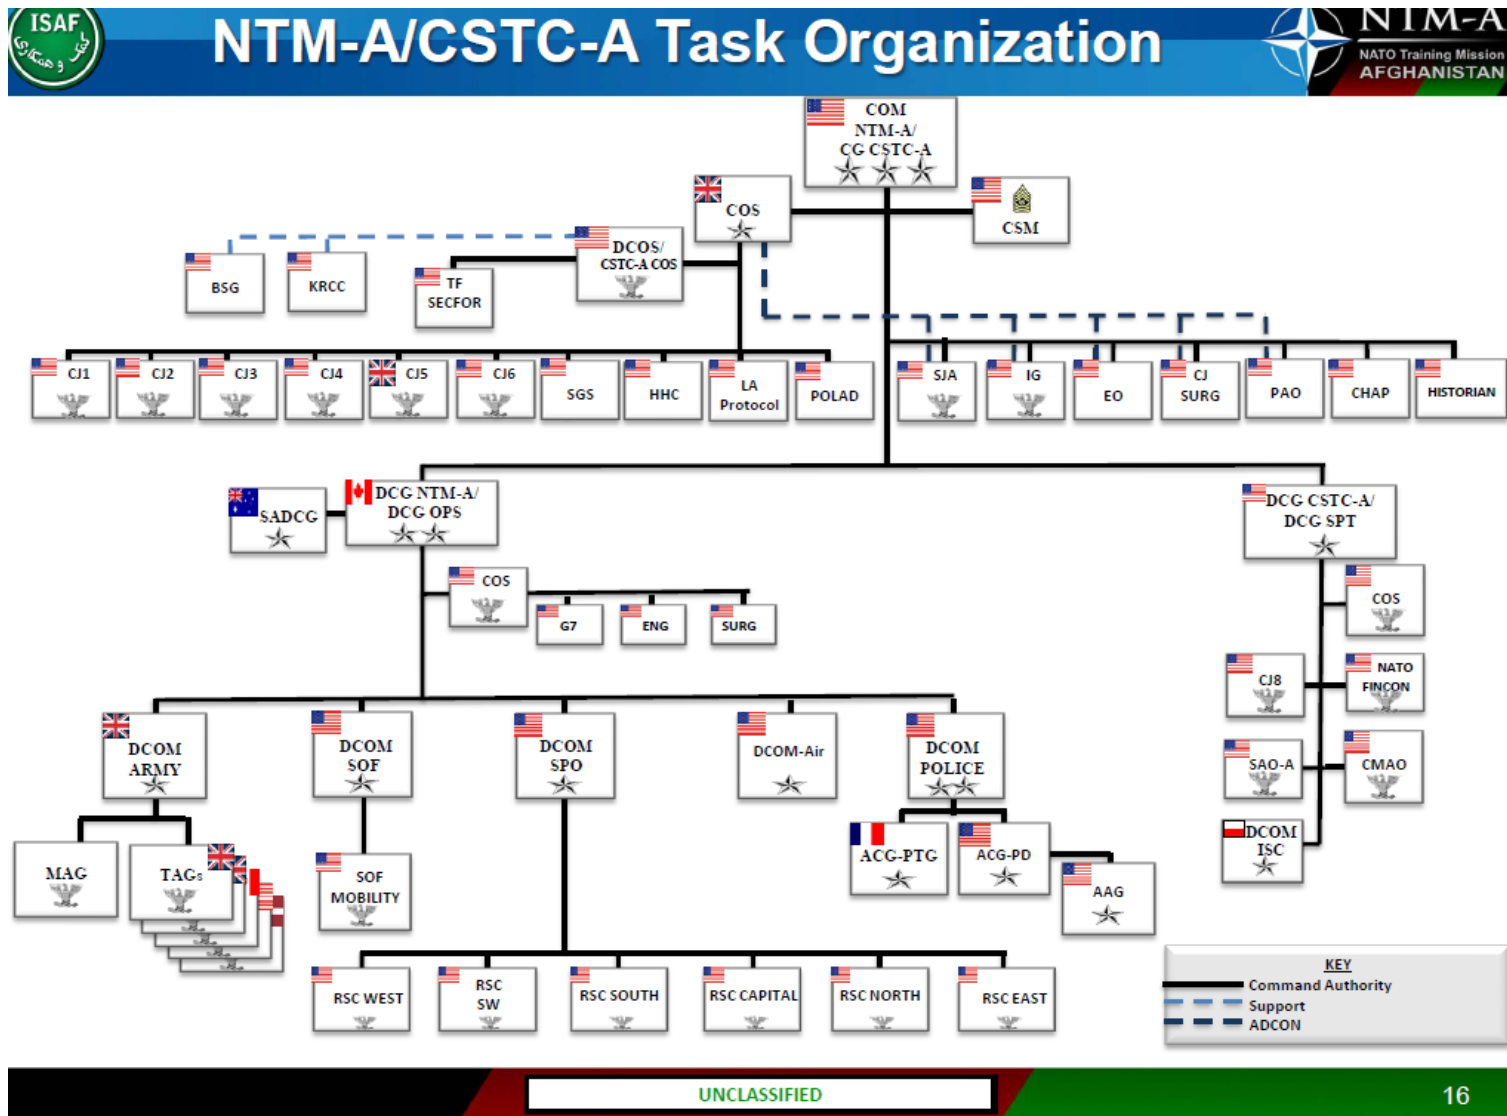 ISAF
NTM-A/CSTC-A Task Organization
NTM-A
NATO Training Mission
AFGHANISTAN
COM
NTM-A/
CG CSTC-A
COS
CSM
DCOS/
CSTC-A COS
BSG
KRCC
TF
SECFOR
CJ1
CJ2
CJ3
CJ4
CJ5
CJ6
SGS
HHC
LA
Protocol
POLAD
SJA
IG
EO
CJ
SURG
PAO
CHAP
HISTORIAN
SADCG
DCG NTM-A/
DCG OPS
DCG CSTC-A/
DCG SPT
COS
G7
ENG
SURG
COS
CJ8
NATO
FINCON
SAO-A
CMAO
DCOM
ISC
DCOM
ARMY
DCOM
SOF
DCOM
SPO
DCOM-Air
DCOM
POLICE
MAG
TAGs
SOF
MOBILITY
ACG-PTG
ACG-PD
AAG
RSC WEST
RSC
SW
RSC SOUTH
RSC CAPITAL
RSC NORTH
RSC EAST
KEY
Command Authority
Support
ADCON
UNCLASSIFIED
16